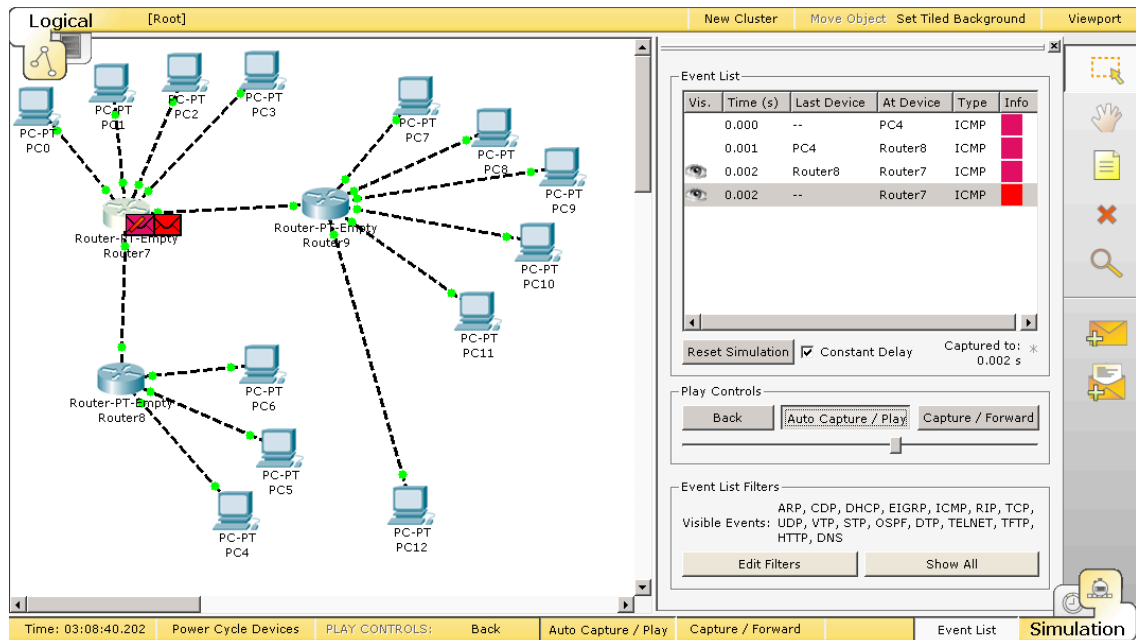 Logical
[Root]
New Cluster
Move Object
Set Tiled Background
Viewport
PC-PT
PC0
PC-PT
PC1
PC-PT
PC2
PC-PT
PC3
PC-PT
PC7
PC-PT
PC8
PC-PT
PC9
PC-PT
PC10
PC-PT
PC11
Router-PT-Empty
Router7
Router-PT-Empty
Router9
Router-PT-Empty
Router8
PC-PT
PC6
PC-PT
PC5
PC-PT
PC4
PC-PT
PC12
Event List
Vis. Time (s) Last Device At Device Type Info
0.000 -- PC4 ICMP
0.001 PC4 Router8 ICMP
0.002 Router8 Router7 ICMP
0.002 -- Router7 ICMP
Reset Simulation
Constant Delay
Captured to: *
0.002 s
Play Controls
Back
Auto Capture / Play
Capture / Forward
Event List Filters
Visible Events:
ARP, CDP, DHCP, EIGRP, ICMP, RIP, TCP,
UDP, VTP, STP, OSPF, DTP, TELNET, TFTP,
HTTP, DNS
Edit Filters
Show All
Time: 03:08:40.202
Power Cycle Devices
PLAY CONTROLS:
Back
Auto Capture / Play
Capture / Forward
Event List
Simulation